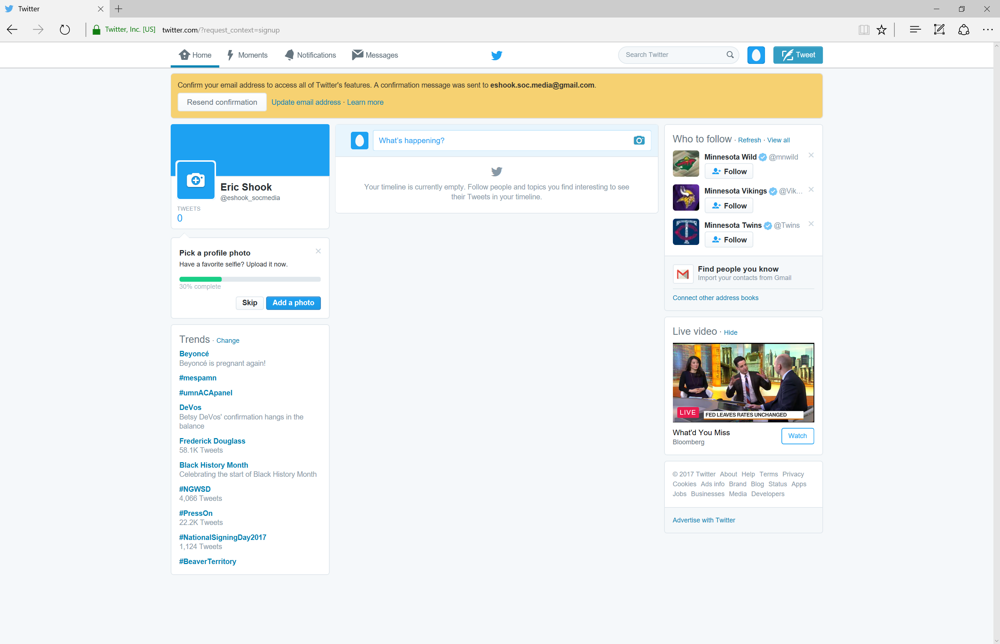 Twitter
Twitter, Inc. [US] twitter.com/?request_context=signup
Home Moments Notifications Messages Search Twitter Tweet
Confirm your email address to access all of Twitter's features. A confirmation message was sent to eshook.soc.media@gmail.com.
Resend confirmation Update email address · Learn more
Eric Shook
@eshook_socmedia
TWEETS
0
Pick a profile photo
Have a favorite selfie? Upload it now.
30% complete
Skip Add a photo
Trends · Change
Beyoncé
Beyoncé is pregnant again!
#mespamn
#umnACApanel
DeVos
Betsy DeVos' confirmation hangs in the
balance
Frederick Douglass
58.1K Tweets
Black History Month
Celebrating the start of Black History Month
#NGWSD
4,066 Tweets
#PressOn
22.2K Tweets
#NationalSigningDay2017
1,124 Tweets
#BeaverTerritory
What's happening?
Your timeline is currently empty. Follow people and topics you find interesting to see
their Tweets in your timeline.
Who to follow · Refresh · View all
Minnesota Wild @mnwild
Follow
Minnesota Vikings @Vik...
Follow
Minnesota Twins @Twins
Follow
Find people you know
Import your contacts from Gmail
Connect other address books
Live video · Hide
Bloomberg
LIVE
FED LEAVES RATES UNCHANGED
What'd You Miss
Bloomberg
Watch
© 2017 Twitter About Help Terms Privacy
Cookies Ads info Brand Blog Status Apps
Jobs Businesses Media Developers
Advertise with Twitter